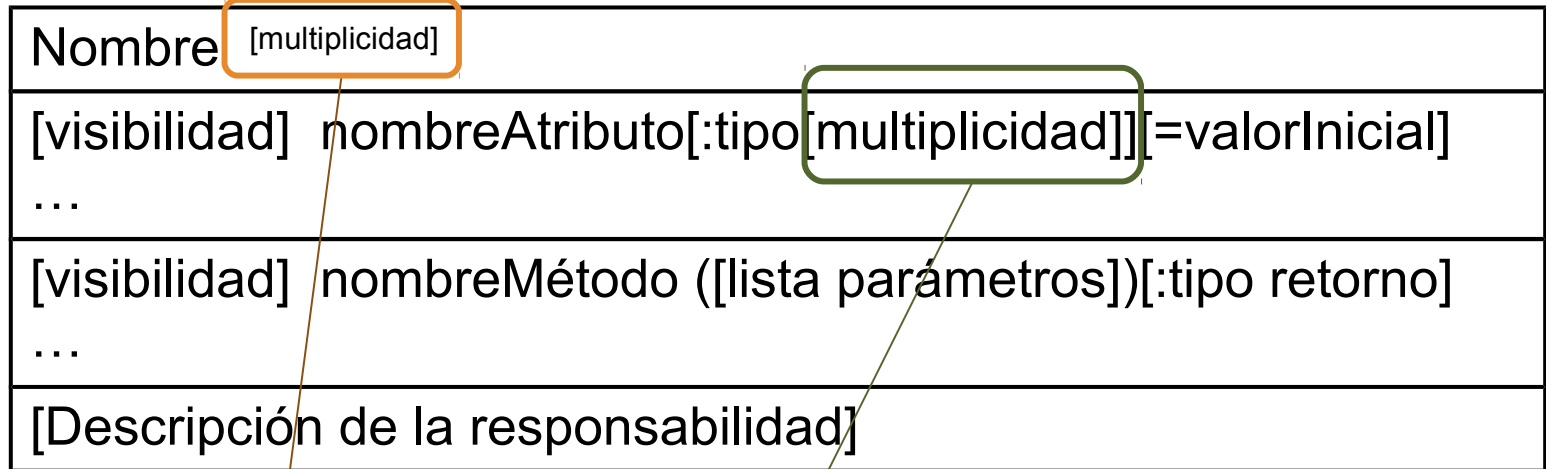 Nombre [multiplicidad]
[visibilidad] nombreAtributo[:tipo[multiplicidad]][=valorInicial]
…
[visibilidad] nombreMétodo ([lista parámetros])[:tipo retorno]
…
[Descripción de la responsabilidad]